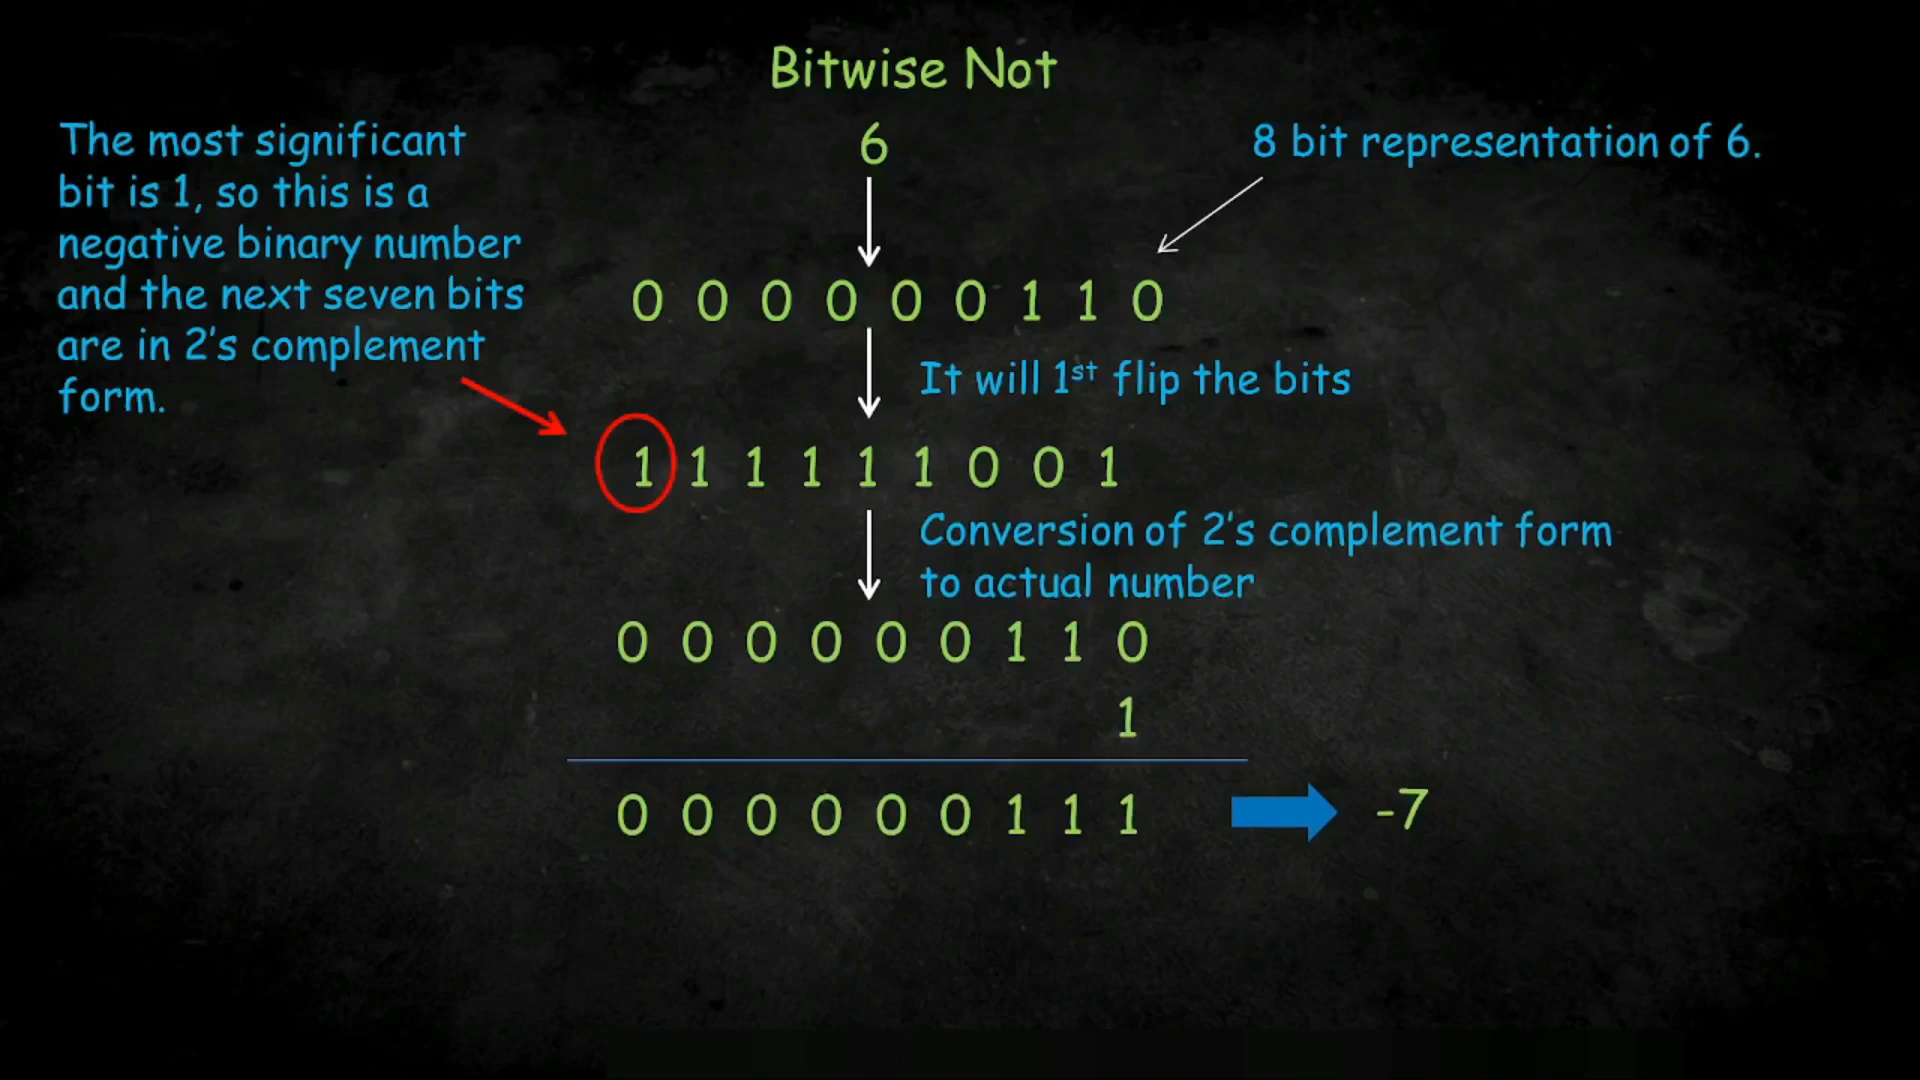 Bitwise Not
6
The most significant
bit is 1, so this is a
negative binary number
and the next seven bits
are in 2's complement
form.
8 bit representation of 6.
0 0 0 0 0 0 1 1 0
It will 1st flip the bits
1 1 1 1 1 1 0 0 1
Conversion of 2's complement form
to actual number
0 0 0 0 0 0 1 1 0
1
0 0 0 0 0 0 1 1 1
-7